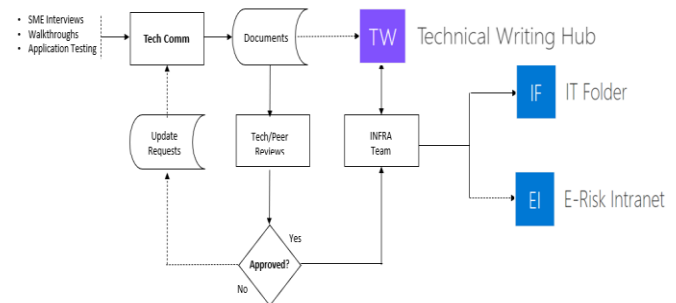 SME Interviews
Walkthroughs
Application Testing
Tech Comm
Documents
TW Technical Writing Hub
IF IT Folder
Update
Requests
Tech/Peer
Reviews
INFRA
Team
EI E-Risk Intranet
Yes
Approved?
No